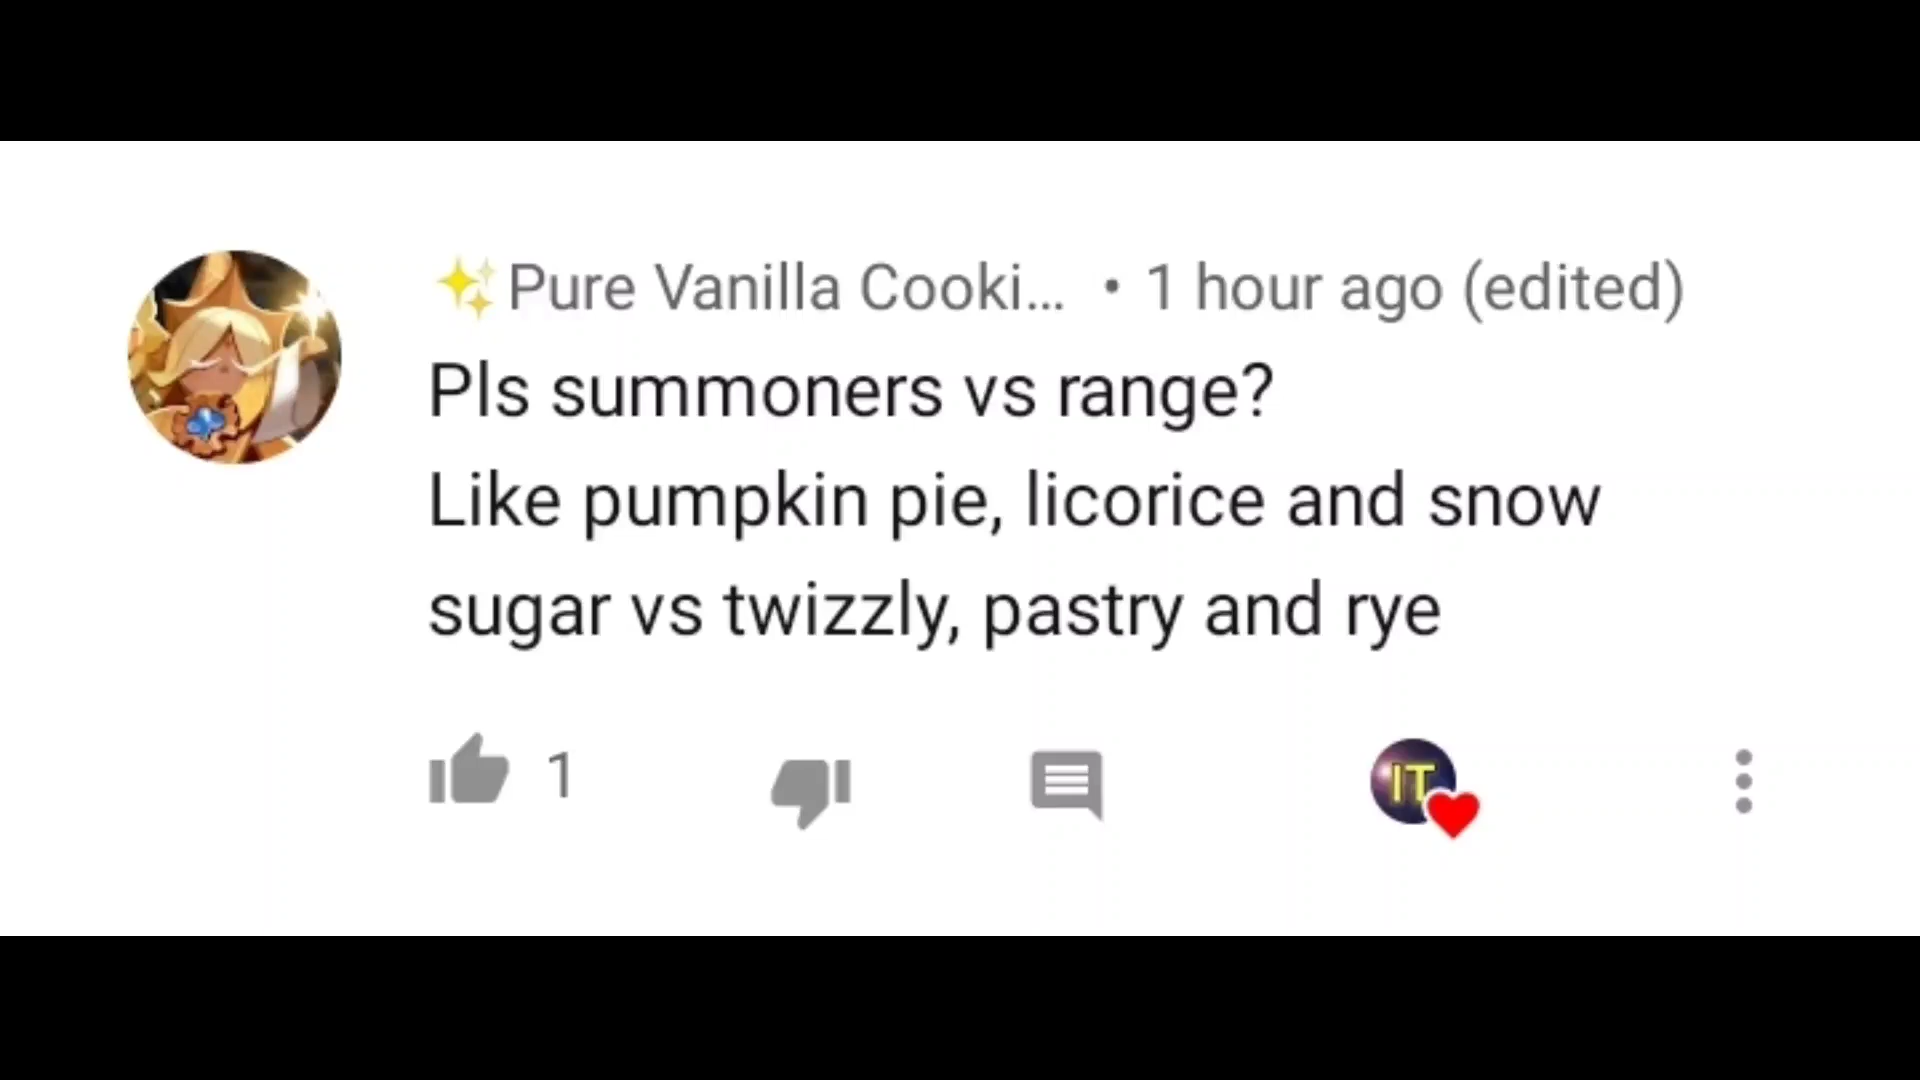 ✨Pure Vanilla Cooki... • 1 hour ago (edited)
Pls summoners vs range?
Like pumpkin pie, licorice and snow
sugar vs twizzly, pastry and rye
1
IT